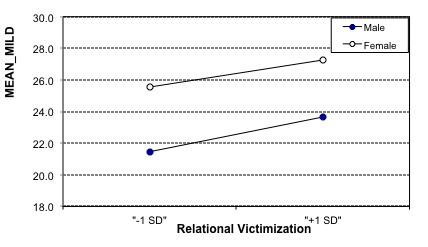 30.0
28.0
26.0
24.0
22.0
20.0
18.0
MEAN_MILD
Male
Female
"-1 SD"
"+1 SD"
Relational Victimization